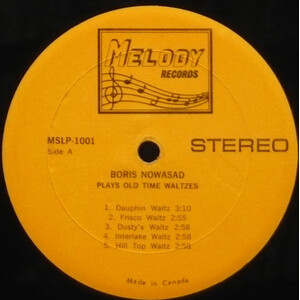 MELODY
RECORDS
MSLP-1001
Side A
STEREO
BORIS NOWASAD
PLAYS OLD TIME WALTZES
1. Dauphin Waltz 3:10
2. Frisco Waltz 2:55
3. Dusty's Waltz 2:58
4. Interlake Waltz 2:58
5. Hill Top Waltz 2:58
Made in Canada